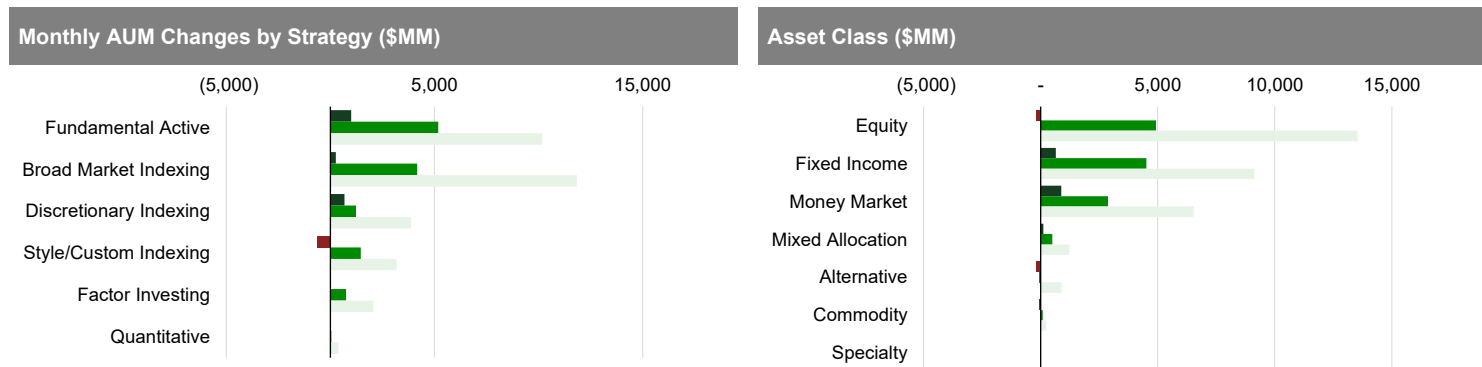 Monthly AUM Changes by Strategy ($MM)
(5,000) 5,000 15,000
Fundamental Active
Broad Market Indexing
Discretionary Indexing
Style/Custom Indexing
Factor Investing
Quantitative
Asset Class ($MM)
(5,000) - 5,000 10,000 15,000
Equity
Fixed Income
Money Market
Mixed Allocation
Alternative
Commodity
Specialty